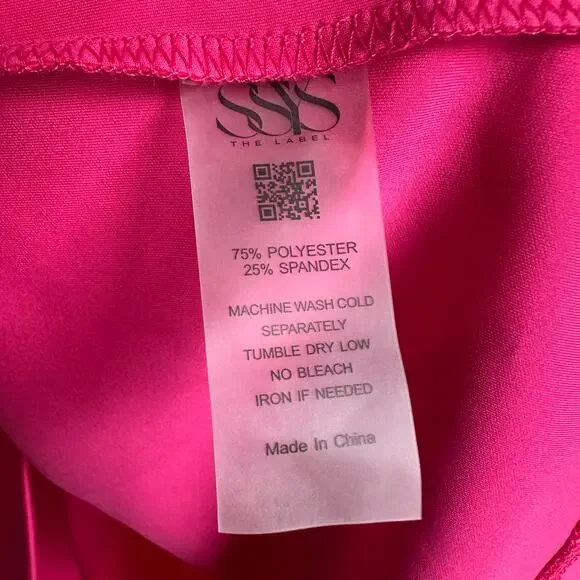 SSYS
THE LABEL
75% POLYESTER
25% SPANDEX
MACHINE WASH COLD
SEPARATELY
TUMBLE DRY LOW
NO BLEACH
IRON IF NEEDED
Made In China